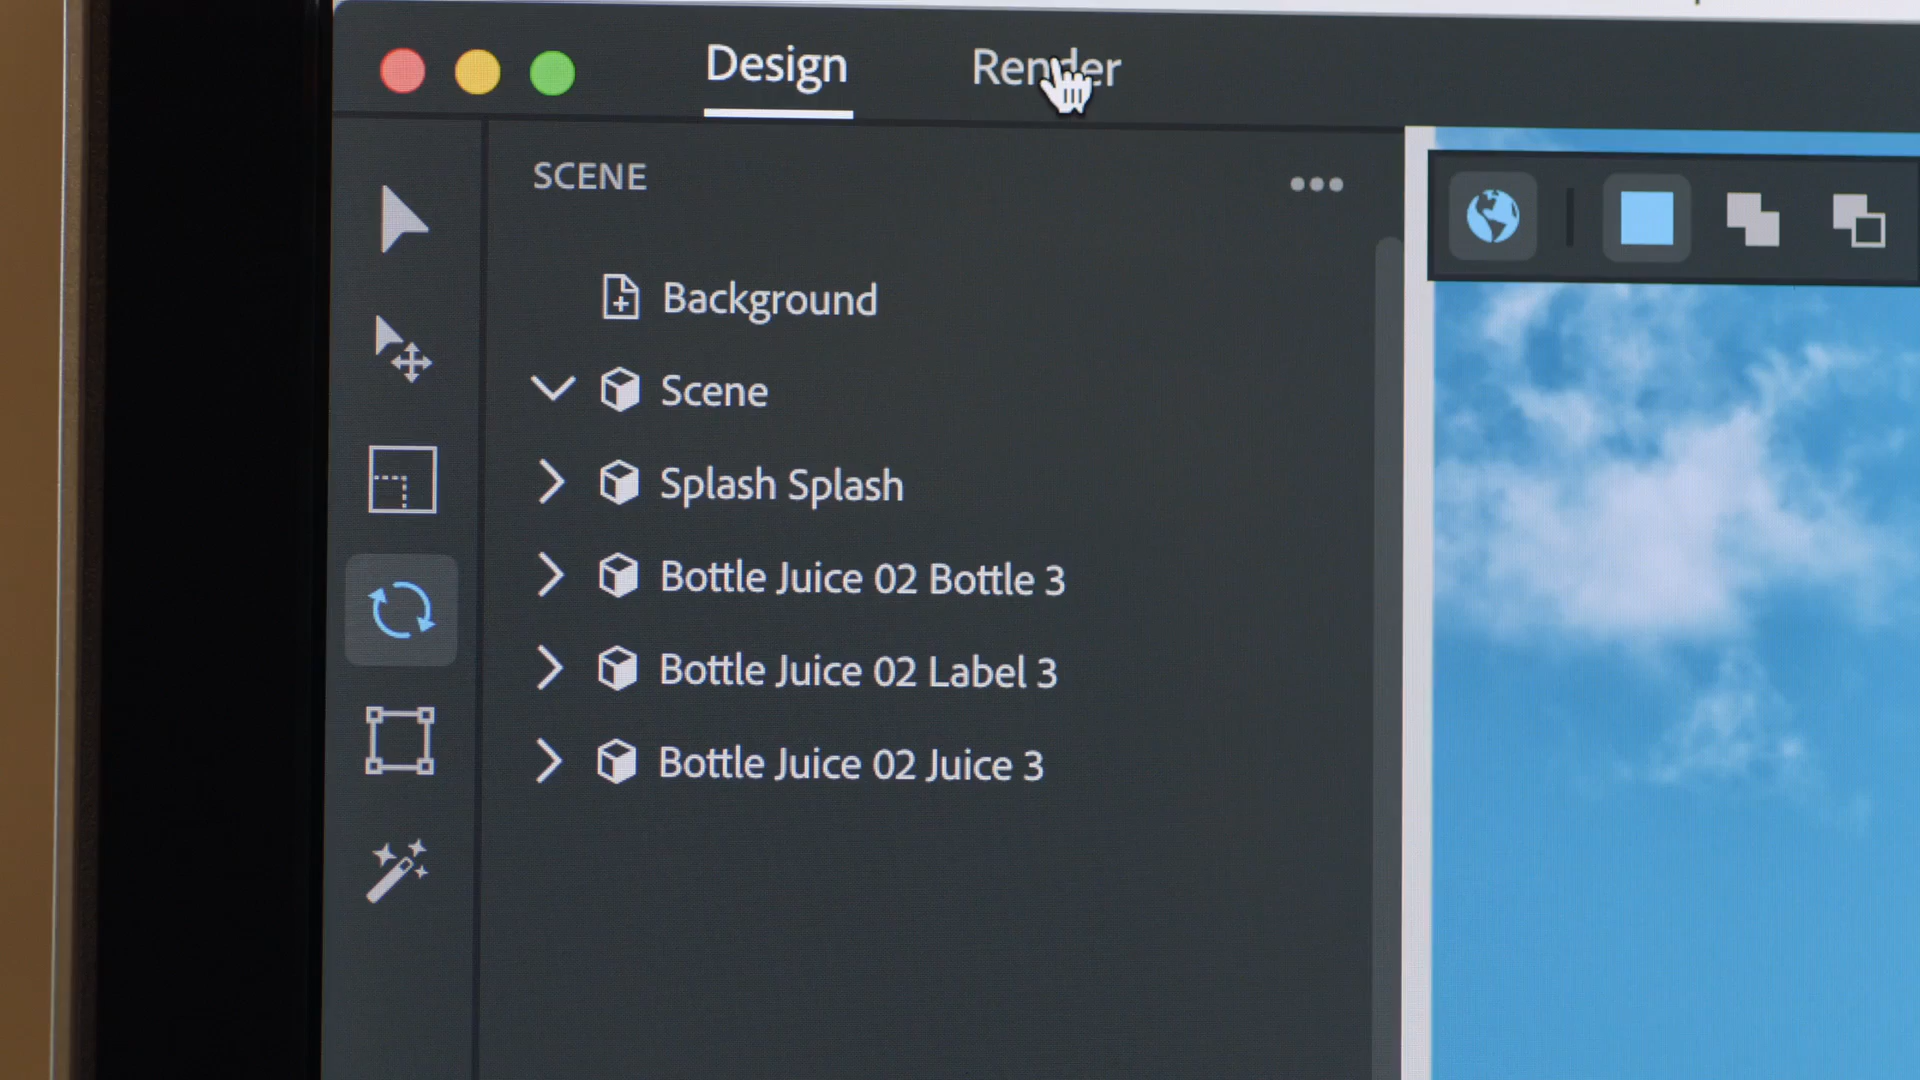 Design
Render
SCENE
Background
Scene
Splash Splash
Bottle Juice 02 Bottle 3
Bottle Juice 02 Label 3
Bottle Juice 02 Juice 3